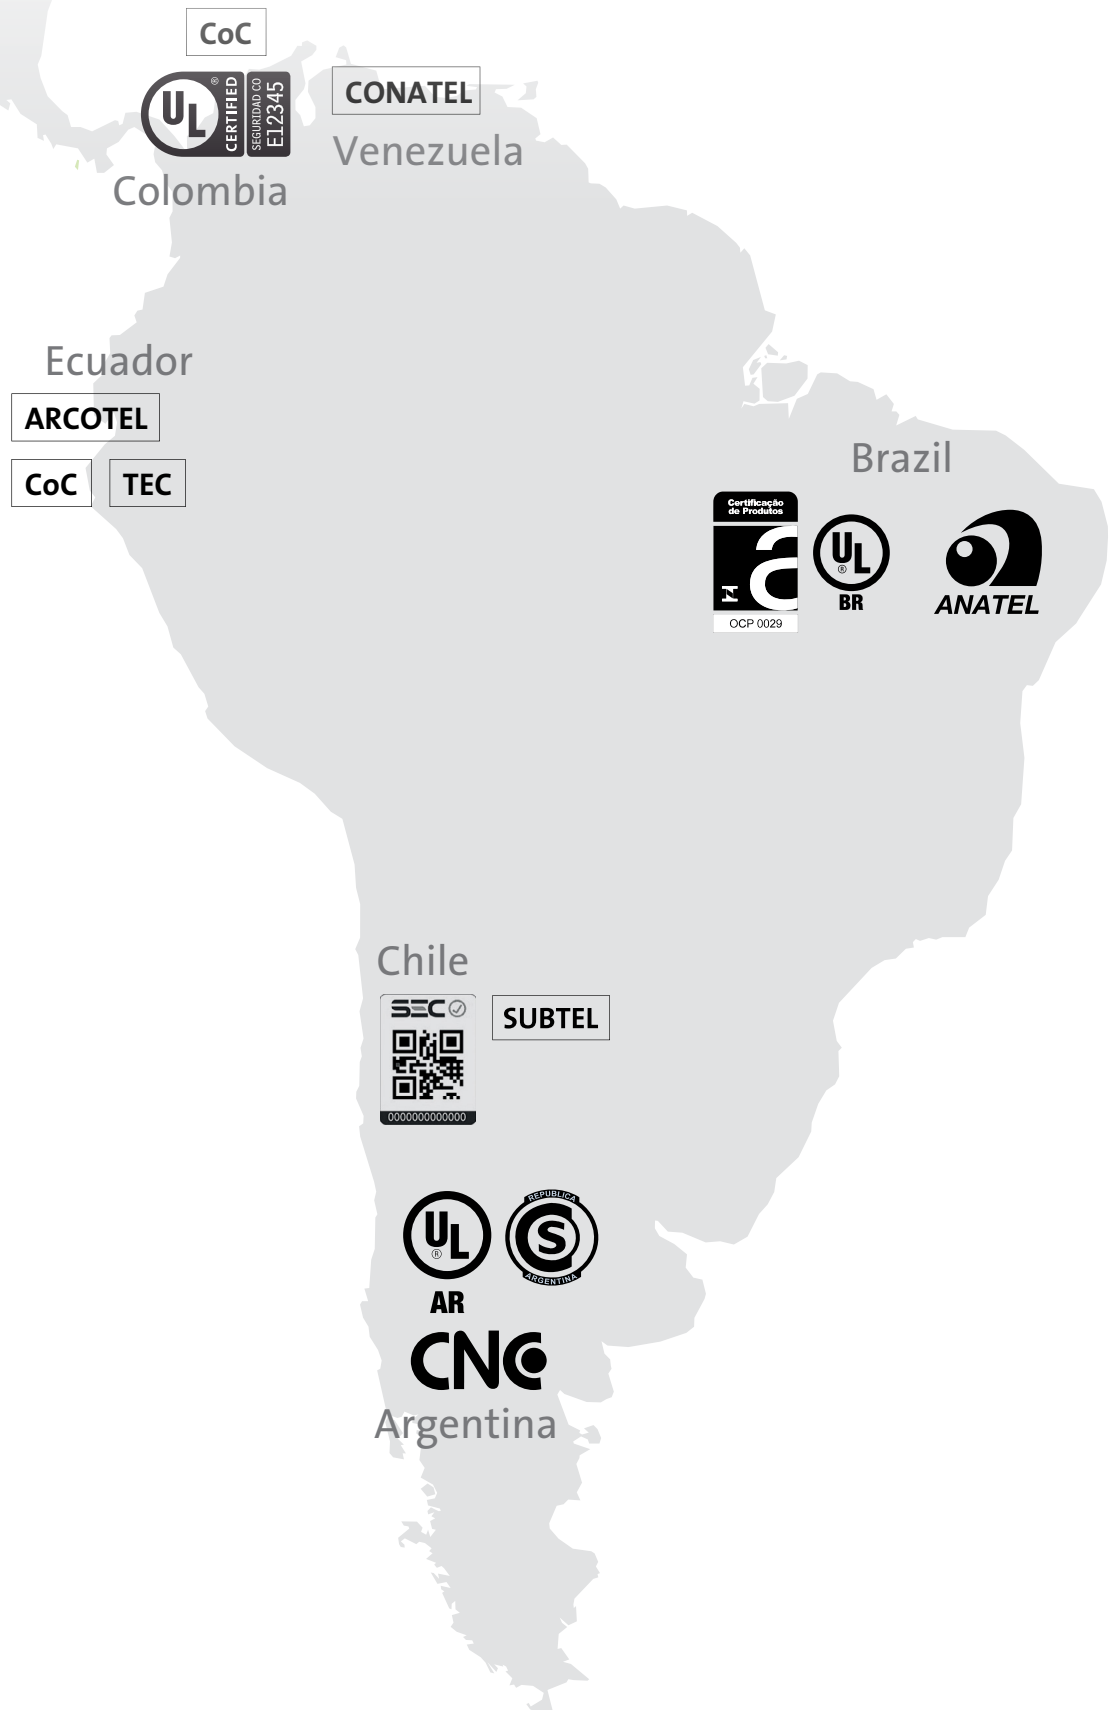 CoC
UL
®
CERTIFIED
SEGURIDAD CO
E12345
CONATEL
Venezuela
Colombia
Ecuador
ARCOTEL
CoC
TEC
Brazil
Certificação
de Produtos
a
N
OCP 0029
UL
®
BR
ANATEL
Chile
SEC
0000000000000
SUBTEL
UL
®
AR
REPUBLICA
S
ARGENTINA
CNC
Argentina